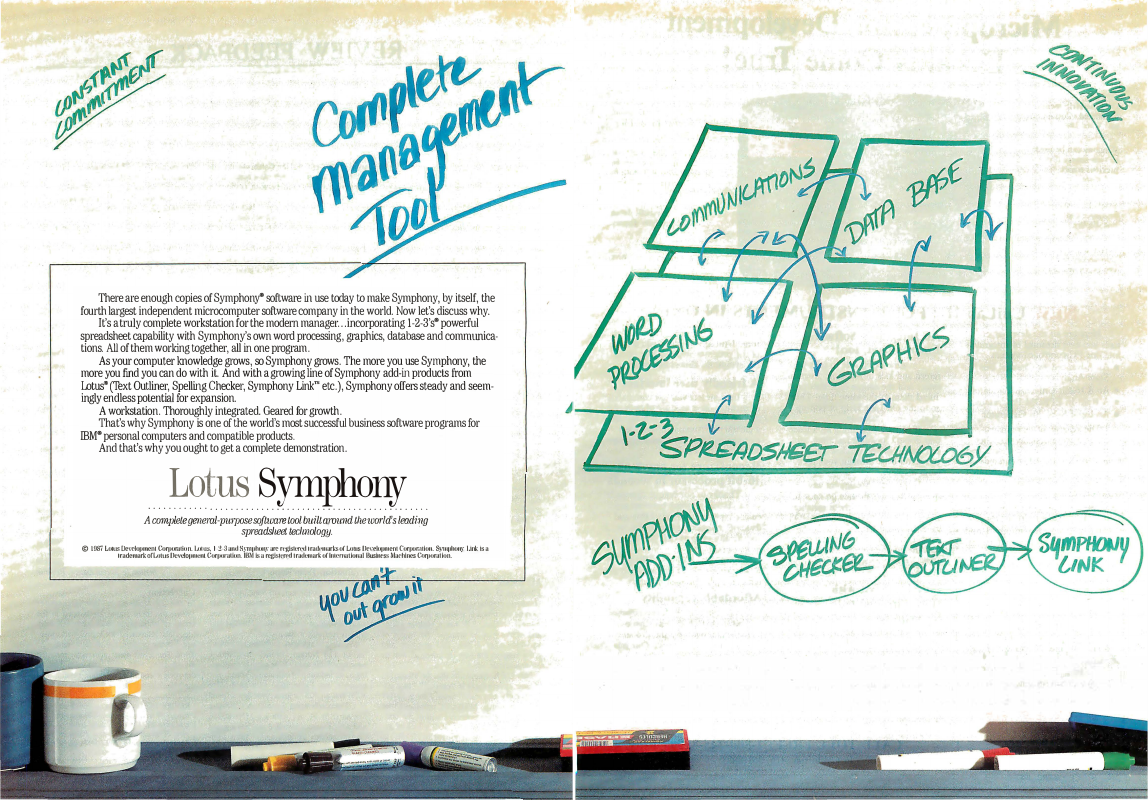 CONSTANT
COMMITMENT
Complete
management
Tool
There are enough copies of Symphony® software in use today to make Symphony, by itself, the
fourth largest independent microcomputer software company in the world. Now let's discuss why.
It's a truly complete workstation for the modern manager...incorporating 1-2-3's® powerful
spreadsheet capability with Symphony's own word processing, graphics, database and communica-
tions. All of them working together, all in one program.
As your computer knowledge grows, so Symphony grows. The more you use Symphony, the
more you find you can do with it. And with a growing line of Symphony add-in products from
Lotus® (Text Outliner, Spelling Checker, Symphony Link™ etc.), Symphony offers steady and seem-
ingly endless potential for expansion.
A workstation. Thoroughly integrated. Geared for growth.
That's why Symphony is one of the world's most successful business software programs for
IBM® personal computers and compatible products.
And that's why you ought to get a complete demonstration.
Lotus Symphony
A complete general-purpose software tool built around the world's leading
spreadsheet technology.
© 1987 Lotus Development Corporation. Lotus, 1-2-3 and Symphony are registered trademarks of Lotus Development Corporation. Symphony Link is a
trademark of Lotus Development Corporation. IBM is a registered trademark of International Business Machines Corporation.
you can't
out grow it
CONTINUOUS
INNOVATION
COMMUNICATIONS
DATA BASE
WORD
PROCESSING
GRAPHICS
1-2-3
SPREADSHEET TECHNOLOGY
SYMPHONY
ADD-INS
SPELLING
CHECKER
TEXT
OUTLINER
SYMPHONY
LINK